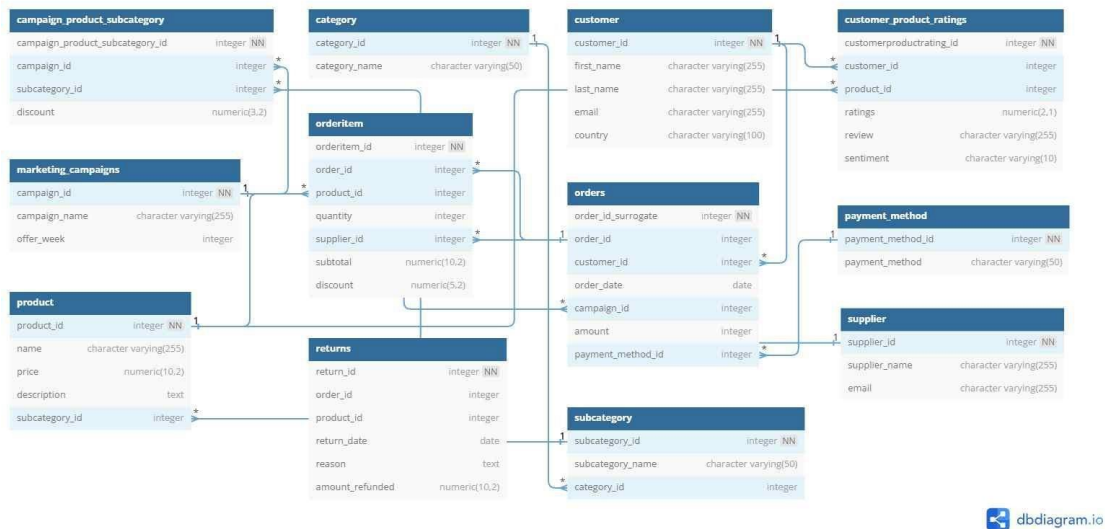 campaign_product_subcategory
campaign_product_subcategory_id integer NN
campaign_id integer
subcategory_id integer
discount numeric(3,2)
marketing_campaigns
campaign_id integer NN
campaign_name character varying(255)
offer_week integer
product
product_id integer NN
name character varying(255)
price numeric(10,2)
description text
subcategory_id integer
category
category_id integer NN
category_name character varying(50)
orderitem
orderitem_id integer NN
order_id integer
product_id integer
quantity integer
supplier_id integer
subtotal numeric(10,2)
discount numeric(5,2)
returns
return_id integer NN
order_id integer
product_id integer
return_date date
reason text
amount_refunded numeric(10,2)
customer
customer_id integer NN
first_name character varying(255)
last_name character varying(255)
email character varying(255)
country character varying(100)
orders
order_id_surrogate integer NN
order_id integer
customer_id integer
order_date date
campaign_id integer
amount integer
payment_method_id integer
subcategory
subcategory_id integer NN
subcategory_name character varying(50)
category_id integer
customer_product_ratings
customerproductrating_id integer NN
customer_id integer
product_id integer
ratings numeric(2,1)
review character varying(255)
sentiment character varying(10)
payment_method
payment_method_id integer NN
payment_method character varying(50)
supplier
supplier_id integer NN
supplier_name character varying(255)
email character varying(255)
dbdiagram.io